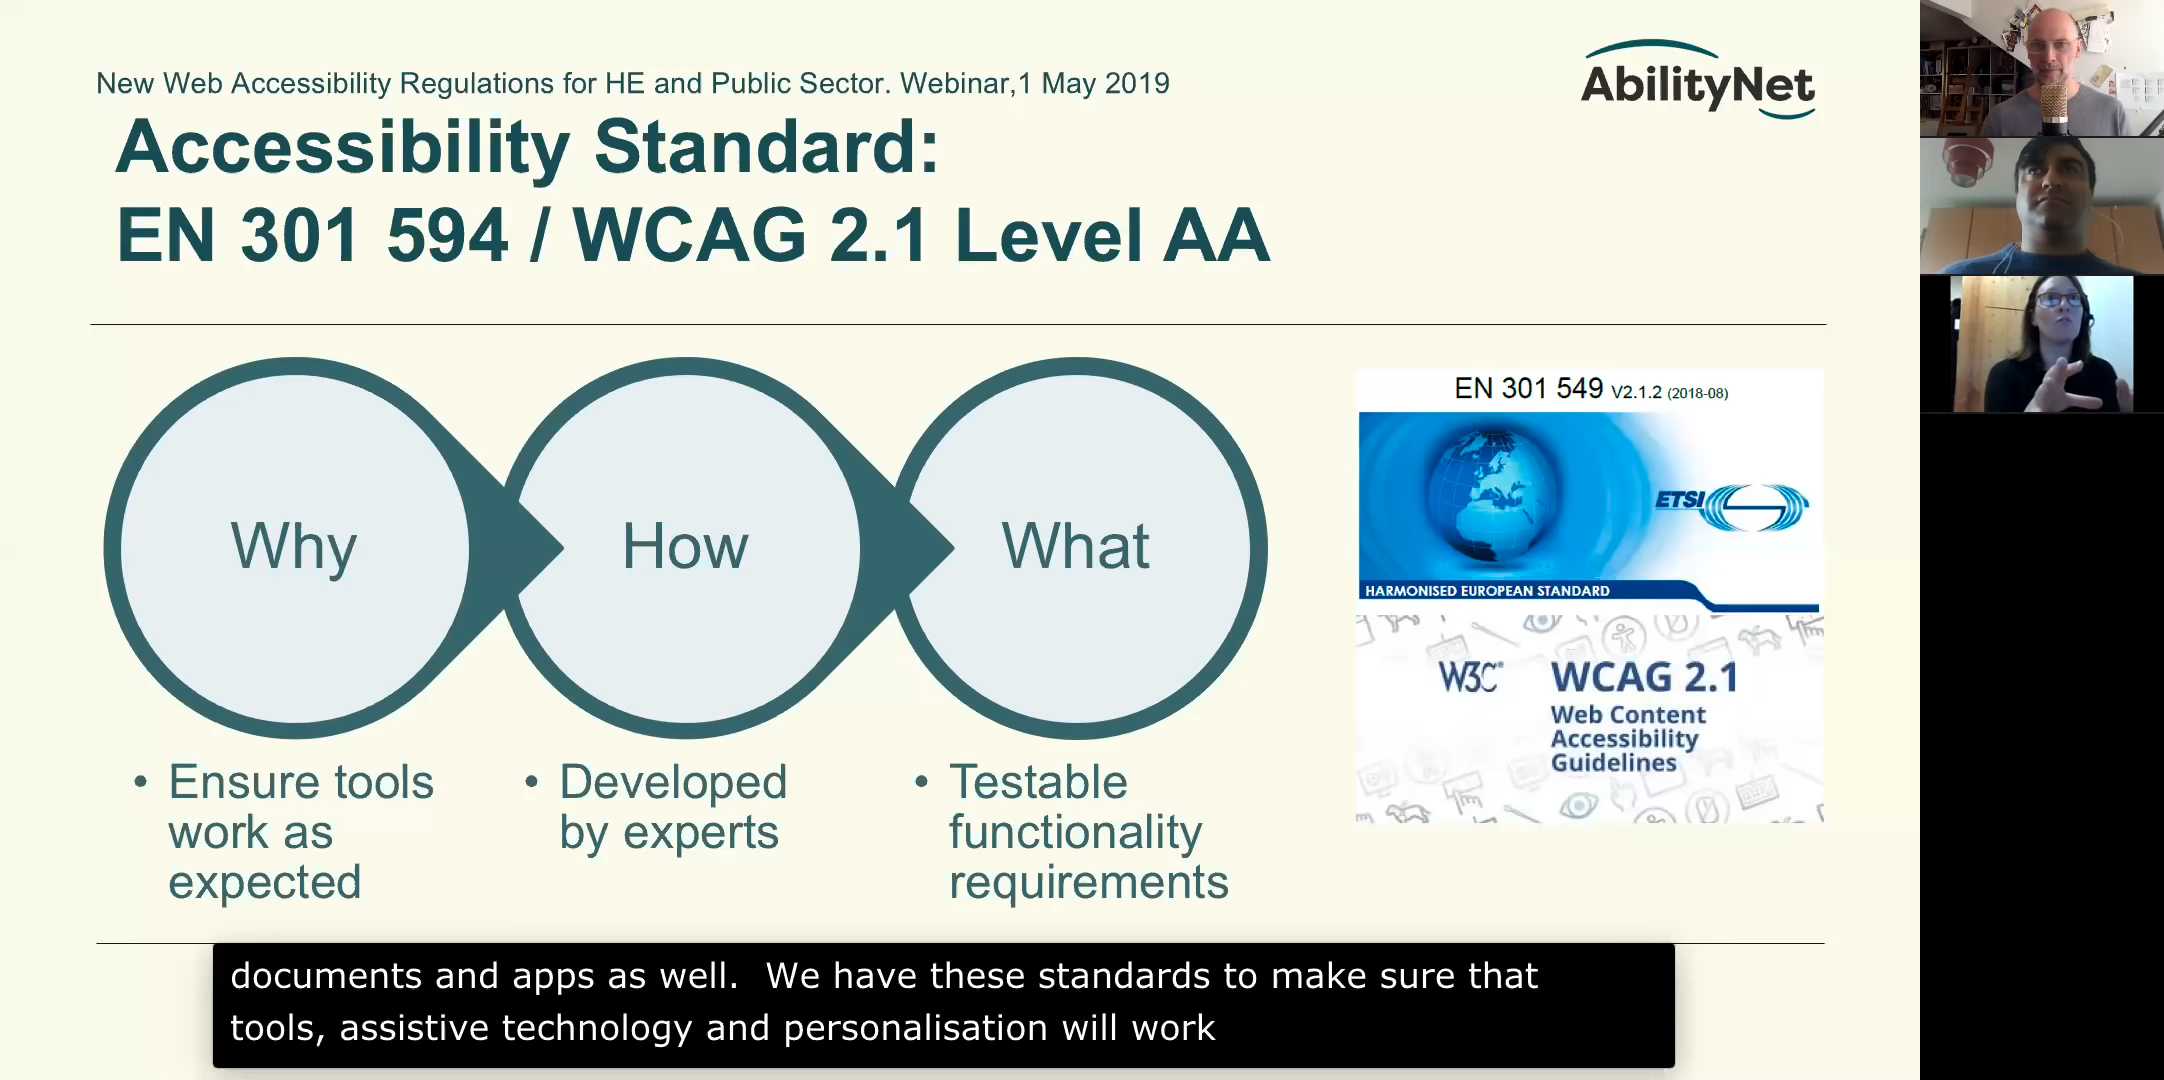 New Web Accessibility Regulations for HE and Public Sector. Webinar,1 May 2019
AbilityNet
Accessibility Standard:
EN 301 594 / WCAG 2.1 Level AA
Why
How
What
• Ensure tools
work as
expected
• Developed
by experts
• Testable
functionality
requirements
EN 301 549 V2.1.2 (2018-08)
ETSI
HARMONISED EUROPEAN STANDARD
W3C®
WCAG 2.1
Web Content
Accessibility
Guidelines
documents and apps as well.  We have these standards to make sure that
tools, assistive technology and personalisation will work